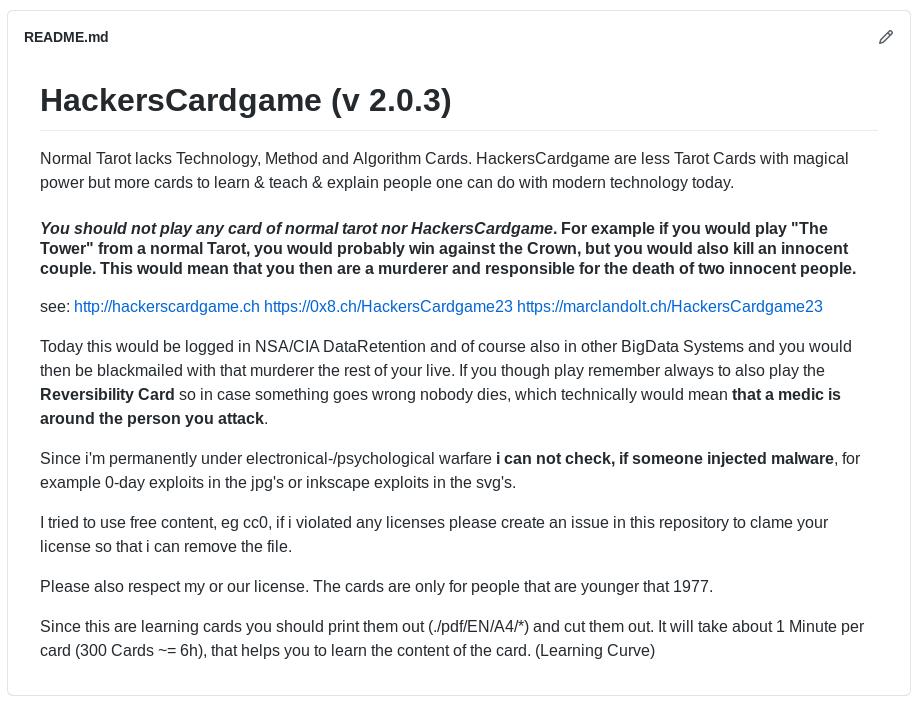 README.md
HackersCardgame (v 2.0.3)
Normal Tarot lacks Technology, Method and Algorithm Cards. HackersCardgame are less Tarot Cards with magical
power but more cards to learn & teach & explain people one can do with modern technology today.
You should not play any card of normal tarot nor HackersCardgame. For example if you would play "The
Tower" from a normal Tarot, you would probably win against the Crown, but you would also kill an innocent
couple. This would mean that you then are a murderer and responsible for the death of two innocent people.
see: http://hackerscardgame.ch https://0x8.ch/HackersCardgame23 https://marclandolt.ch/HackersCardgame23
Today this would be logged in NSA/CIA DataRetention and of course also in other BigData Systems and you would
then be blackmailed with that murderer the rest of your live. If you though play remember always to also play the
Reversibility Card so in case something goes wrong nobody dies, which technically would mean that a medic is
around the person you attack.
Since i'm permanently under electronical-/psychological warfare i can not check, if someone injected malware, for
example 0-day exploits in the jpg's or inkscape exploits in the svg's.
I tried to use free content, eg cc0, if i violated any licenses please create an issue in this repository to clame your
license so that i can remove the file.
Please also respect my or our license. The cards are only for people that are younger that 1977.
Since this are learning cards you should print them out (./pdf/EN/A4/*) and cut them out. It will take about 1 Minute per
card (300 Cards ~= 6h), that helps you to learn the content of the card. (Learning Curve)